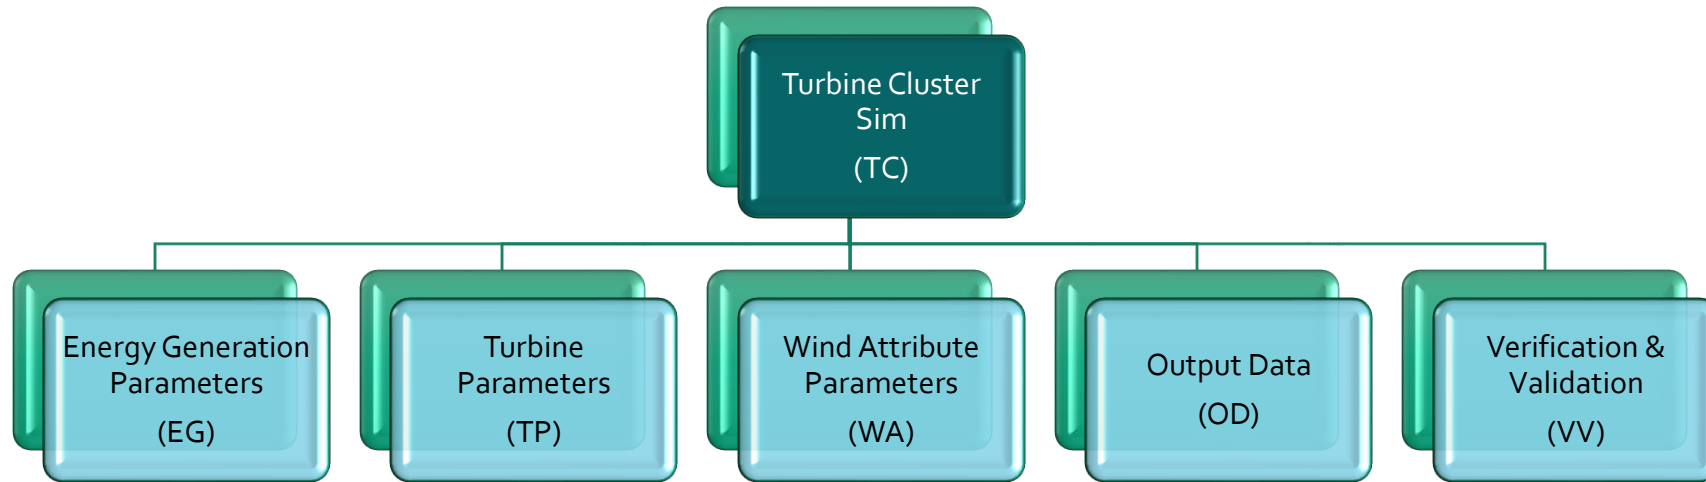 Turbine Cluster
Sim
(TC)
Energy Generation
Parameters
(EG)
Turbine
Parameters
(TP)
Wind Attribute
Parameters
(WA)
Output Data
(OD)
Verification &
Validation
(VV)